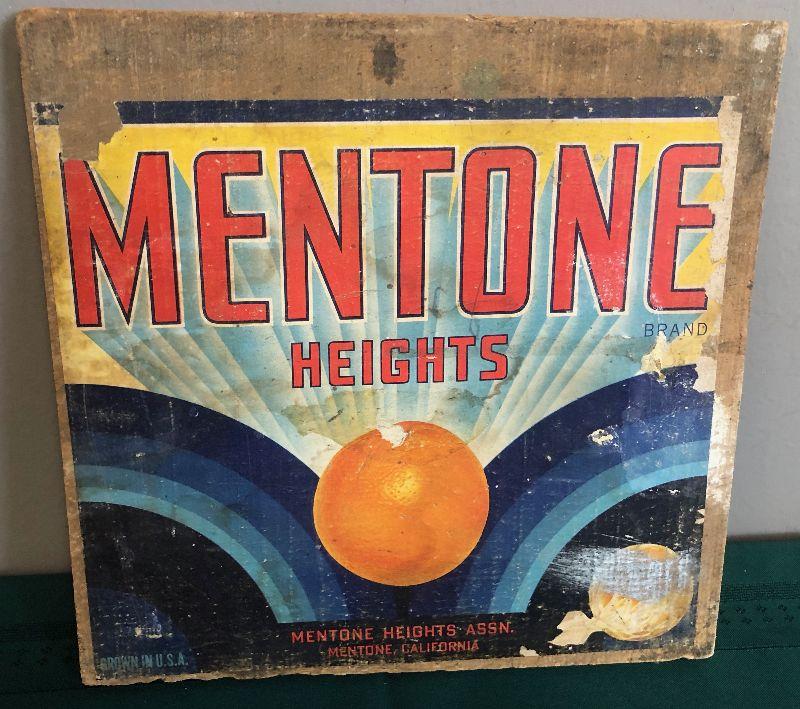 MENTONE
HEIGHTS
BRAND
MENTONE HEIGHTS ASSN.
MENTONE, CALIFORNIA
GROWN IN U.S.A.